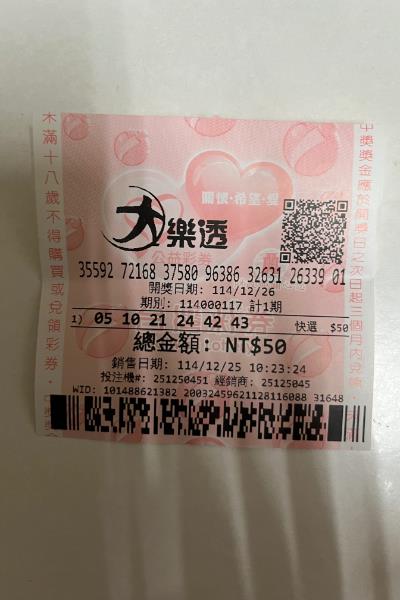 關懷·希望·愛
大樂透
公益彩券
35592 72168 37580 96386 32631 26339 01
開獎日期: 114/12/26
期別: 114000117 計1期
1) 05 10 21 24 42 43 快選 $50
總金額: NT$50
銷售日期: 114/12/25 10:23:24
投注機#: 251250451 經銷商: 25125045
WID: 101488621382 20032459621128116088 31648
未滿十八歲不得購買或兌領彩券。
中獎獎金應於開獎日之次日起三個月內兌領。